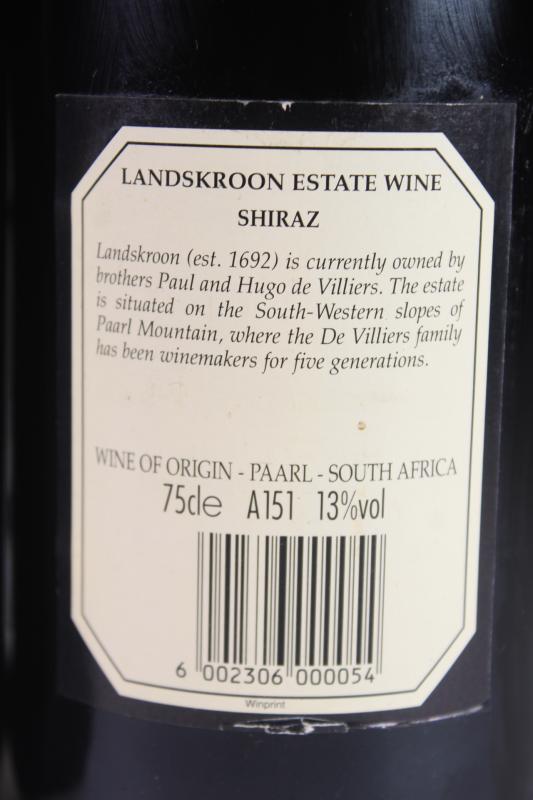 LANDSKROON ESTATE WINE
SHIRAZ
Landskroon (est. 1692) is currently owned by
brothers Paul and Hugo de Villiers. The estate
is situated on the South-Western slopes of
Paarl Mountain, where the De Villiers family
has been winemakers for five generations.
WINE OF ORIGIN - PAARL - SOUTH AFRICA
75cl℮ A151 13%vol
6 002306 000054
Winprint